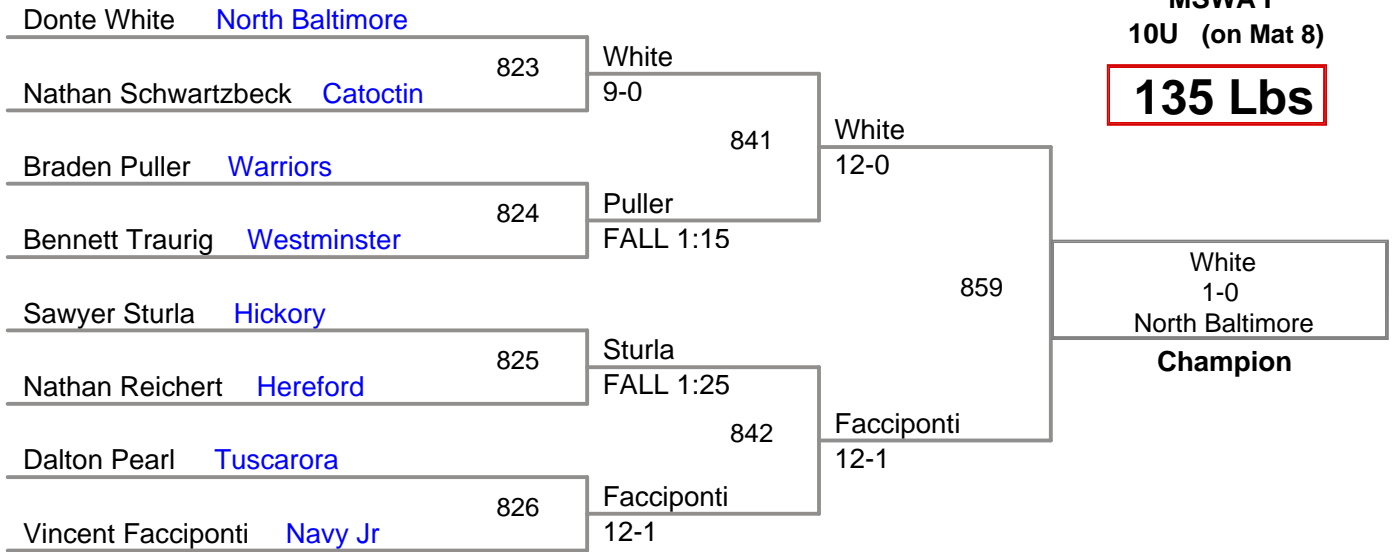 MSWA I
10U (on Mat 8)
135 Lbs
Donte White North Baltimore
823
Nathan Schwartzbeck Catoctin
White
9-0
841
Braden Puller Warriors
824
Bennett Traurig Westminster
Puller
FALL 1:15
White
12-0
859
Sawyer Sturla Hickory
825
Nathan Reichert Hereford
Sturla
FALL 1:25
842
Dalton Pearl Tuscarora
826
Vincent Facciponti Navy Jr
Facciponti
12-1
Facciponti
12-1
White
1-0
North Baltimore
Champion